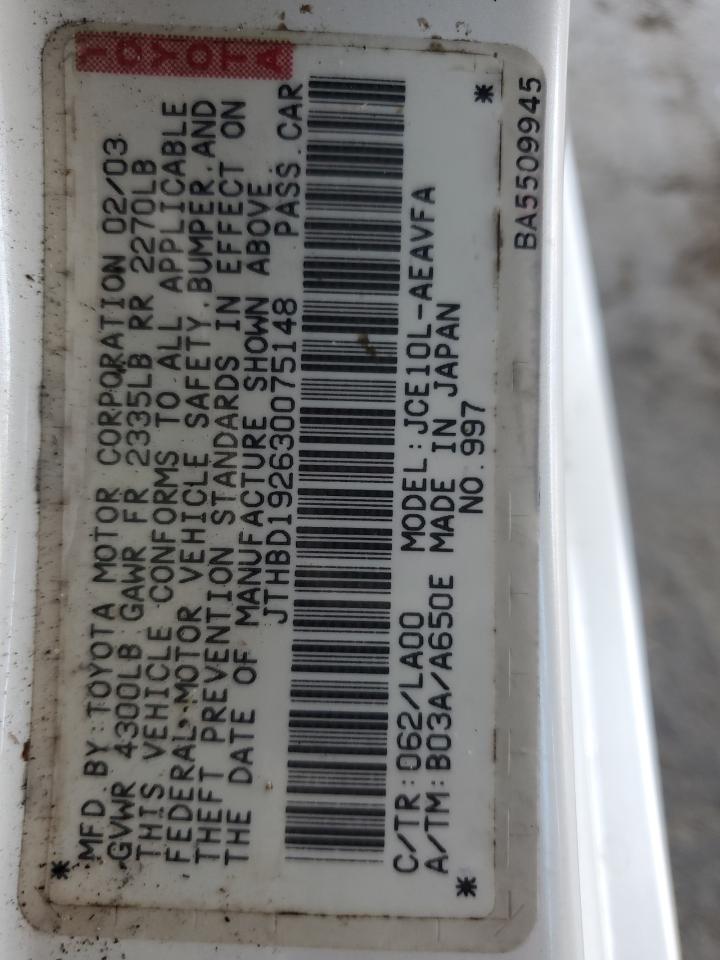 TOYOTA
MFD BY:TOYOTA MOTOR CORPORATION 02/03
GVWR 4300LB GAWR FR 2335LB RR 2270LB
THIS VEHICLE CONFORMS TO ALL APPLICABLE
FEDERAL MOTOR VEHICLE SAFETY, BUMPER, AND
THEFT PREVENTION STANDARDS IN EFFECT ON
THE DATE OF MANUFACTURE SHOWN ABOVE.
JTHBD192630075148 PASS. CAR
C/TR:062/LA00 MODEL:JCE10L-AEAVFA
A/TM:B03A/A650E MADE IN JAPAN
NO.997
BA5509945